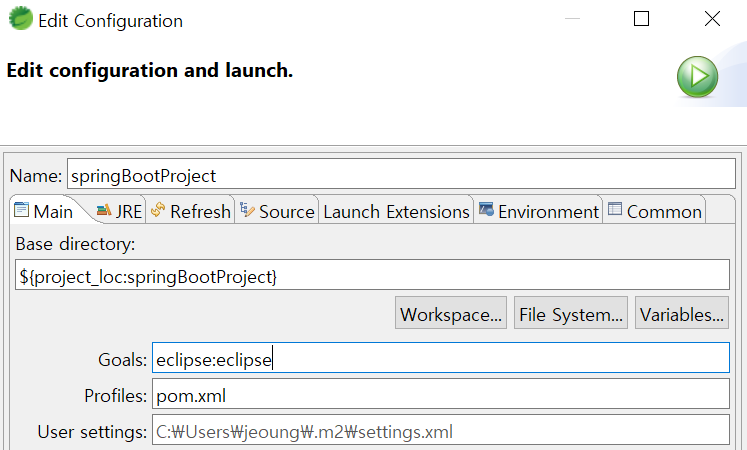 Edit Configuration
Edit configuration and launch.
Name: springBootProject
Main JRE Refresh Source Launch Extensions Environment Common
Base directory:
${project_loc:springBootProject}
Workspace... File System... Variables...
Goals: eclipse:eclipse
Profiles: pom.xml
User settings: C:₩Users₩jeoung₩.m2₩settings.xml